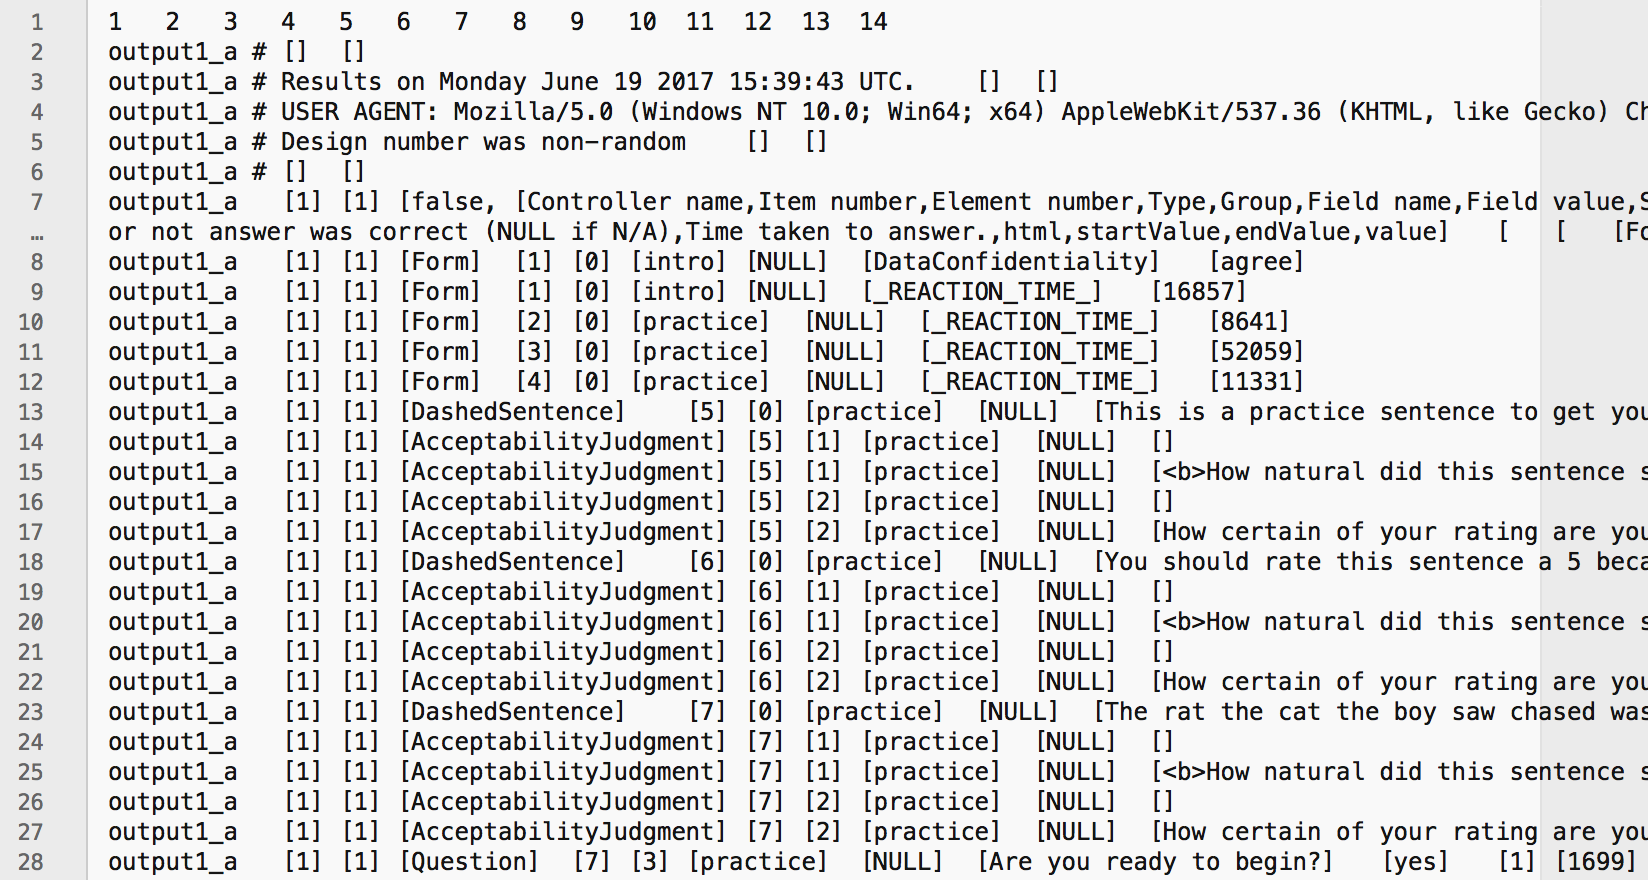 1 1 2 3 4 5 6 7 8 9 10 11 12 13 14
2 output1_a # [] []
3 output1_a # Results on Monday June 19 2017 15:39:43 UTC. [] []
4 output1_a # USER AGENT: Mozilla/5.0 (Windows NT 10.0; Win64; x64) AppleWebKit/537.36 (KHTML, like Gecko) Ch
5 output1_a # Design number was non-random [] []
6 output1_a # [] []
7 output1_a [1] [1] [false, [Controller name,Item number,Element number,Type,Group,Field name,Field value,S
… or not answer was correct (NULL if N/A),Time taken to answer.,html,startValue,endValue,value] [ [ [Fo
8 output1_a [1] [1] [Form] [1] [0] [intro] [NULL] [DataConfidentiality] [agree]
9 output1_a [1] [1] [Form] [1] [0] [intro] [NULL] [_REACTION_TIME_] [16857]
10 output1_a [1] [1] [Form] [2] [0] [practice] [NULL] [_REACTION_TIME_] [8641]
11 output1_a [1] [1] [Form] [3] [0] [practice] [NULL] [_REACTION_TIME_] [52059]
12 output1_a [1] [1] [Form] [4] [0] [practice] [NULL] [_REACTION_TIME_] [11331]
13 output1_a [1] [1] [DashedSentence] [5] [0] [practice] [NULL] [This is a practice sentence to get you
14 output1_a [1] [1] [AcceptabilityJudgment] [5] [1] [practice] [NULL] []
15 output1_a [1] [1] [AcceptabilityJudgment] [5] [1] [practice] [NULL] [<b>How natural did this sentence s
16 output1_a [1] [1] [AcceptabilityJudgment] [5] [2] [practice] [NULL] []
17 output1_a [1] [1] [AcceptabilityJudgment] [5] [2] [practice] [NULL] [How certain of your rating are you
18 output1_a [1] [1] [DashedSentence] [6] [0] [practice] [NULL] [You should rate this sentence a 5 beca
19 output1_a [1] [1] [AcceptabilityJudgment] [6] [1] [practice] [NULL] []
20 output1_a [1] [1] [AcceptabilityJudgment] [6] [1] [practice] [NULL] [<b>How natural did this sentence s
21 output1_a [1] [1] [AcceptabilityJudgment] [6] [2] [practice] [NULL] []
22 output1_a [1] [1] [AcceptabilityJudgment] [6] [2] [practice] [NULL] [How certain of your rating are you
23 output1_a [1] [1] [DashedSentence] [7] [0] [practice] [NULL] [The rat the cat the boy saw chased was
24 output1_a [1] [1] [AcceptabilityJudgment] [7] [1] [practice] [NULL] []
25 output1_a [1] [1] [AcceptabilityJudgment] [7] [1] [practice] [NULL] [<b>How natural did this sentence s
26 output1_a [1] [1] [AcceptabilityJudgment] [7] [2] [practice] [NULL] []
27 output1_a [1] [1] [AcceptabilityJudgment] [7] [2] [practice] [NULL] [How certain of your rating are you
28 output1_a [1] [1] [Question] [7] [3] [practice] [NULL] [Are you ready to begin?] [yes] [1] [1699]